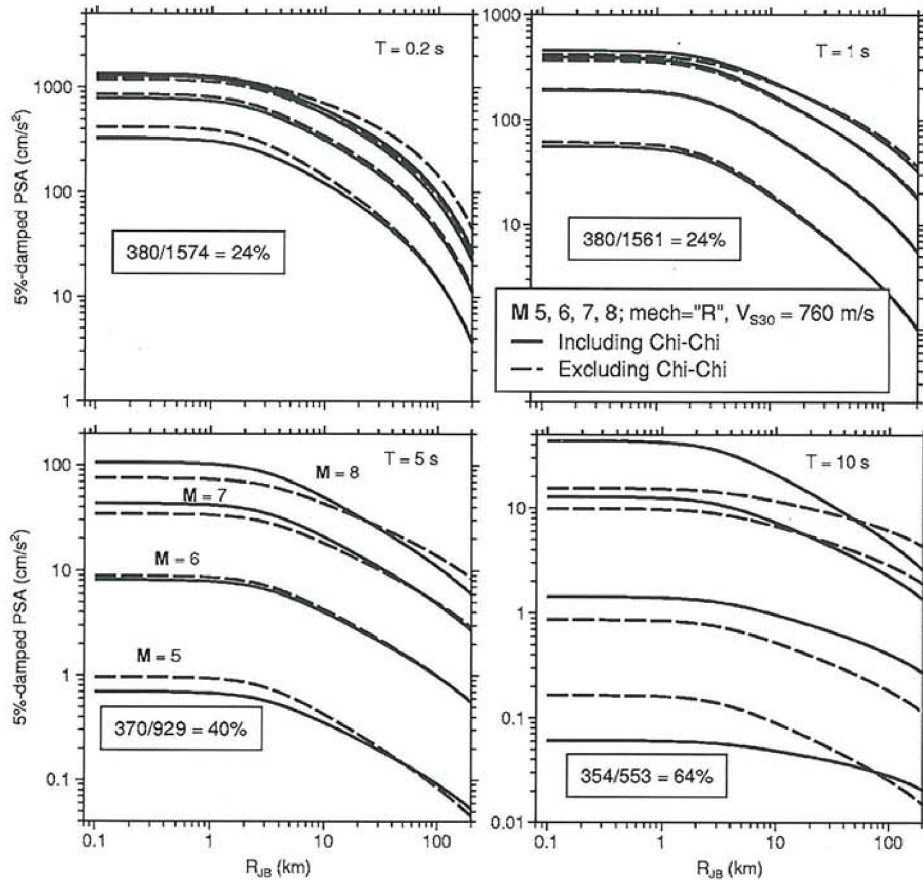 T = 0.2 s
1000
100
10
1
5%-damped PSA (cm/s²)
380/1574 = 24%
T = 1 s
1000
100
10
380/1561 = 24%
M 5, 6, 7, 8; mech="R", V_S30 = 760 m/s
Including Chi-Chi
Excluding Chi-Chi
T = 5 s
100
10
1
0.1
5%-damped PSA (cm/s²)
M = 8
M = 7
M = 6
M = 5
370/929 = 40%
0.1 1 10 100
R_JB (km)
T = 10 s
10
1
0.1
0.01
354/553 = 64%
0.1 1 10 100
R_JB (km)